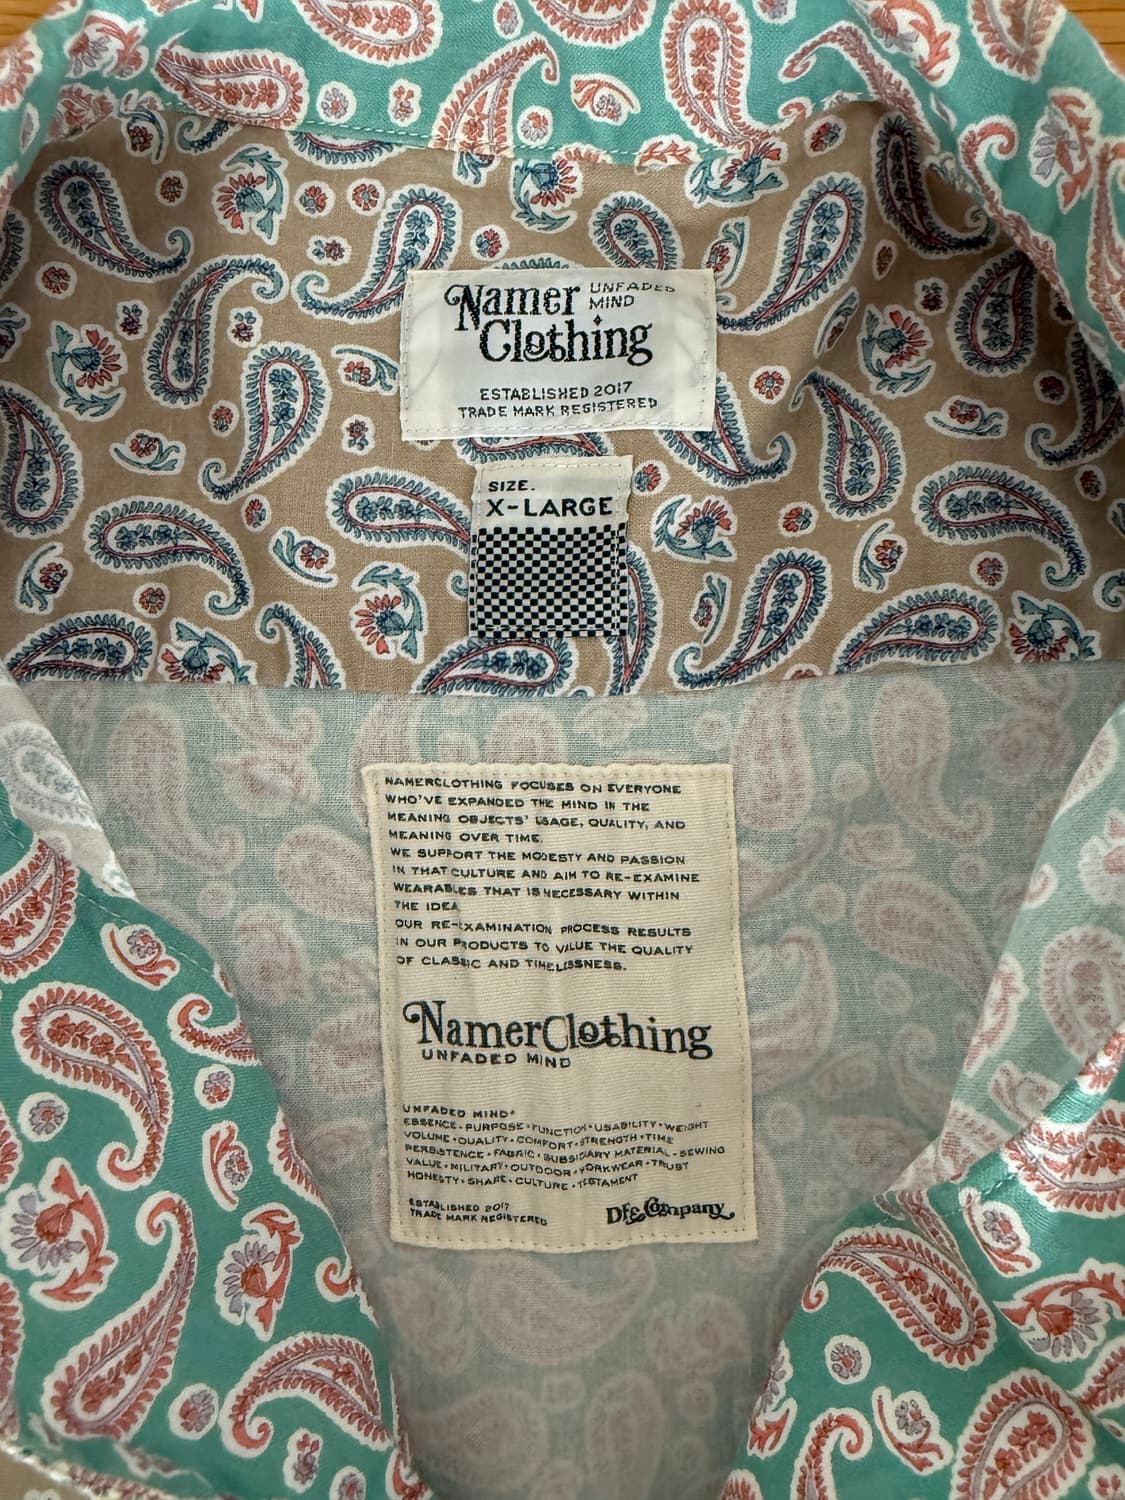 Namer UNFADED
MIND
Clothing
ESTABLISHED 2017
TRADE MARK REGISTERED
SIZE.
X-LARGE
NAMERCLOTHING FOCUSES ON EVERYONE
WHO'VE EXPANDED THE MIND IN THE
MEANING OBJECTS' USAGE, QUALITY, AND
MEANING OVER TIME.
WE SUPPORT THE MODESTY AND PASSION
IN THAT CULTURE AND AIM TO RE-EXAMINE
WEARABLES THAT IS NECESSARY WITHIN
THE IDEA
OUR RE-EXAMINATION PROCESS RESULTS
IN OUR PRODUCTS TO VALUE THE QUALITY
OF CLASSIC AND TIMELESSNESS.
NamerClothing
UNFADED MIND
UNFADED MIND*
ESSENCE • PURPOSE • FUNCTION • USABILITY • WEIGHT
VOLUME • QUALITY • COMFORT • STRENGTH • TIME
PERSISTENCE • FABRIC • SUBSIDIARY MATERIAL • SEWING
VALUE • MILITARY • OUTDOOR • WORKWEAR • TRUST
HONESTY • SHARE • CULTURE • TESTAMENT
ESTABLISHED 2017
TRADE MARK REGISTERED
Company